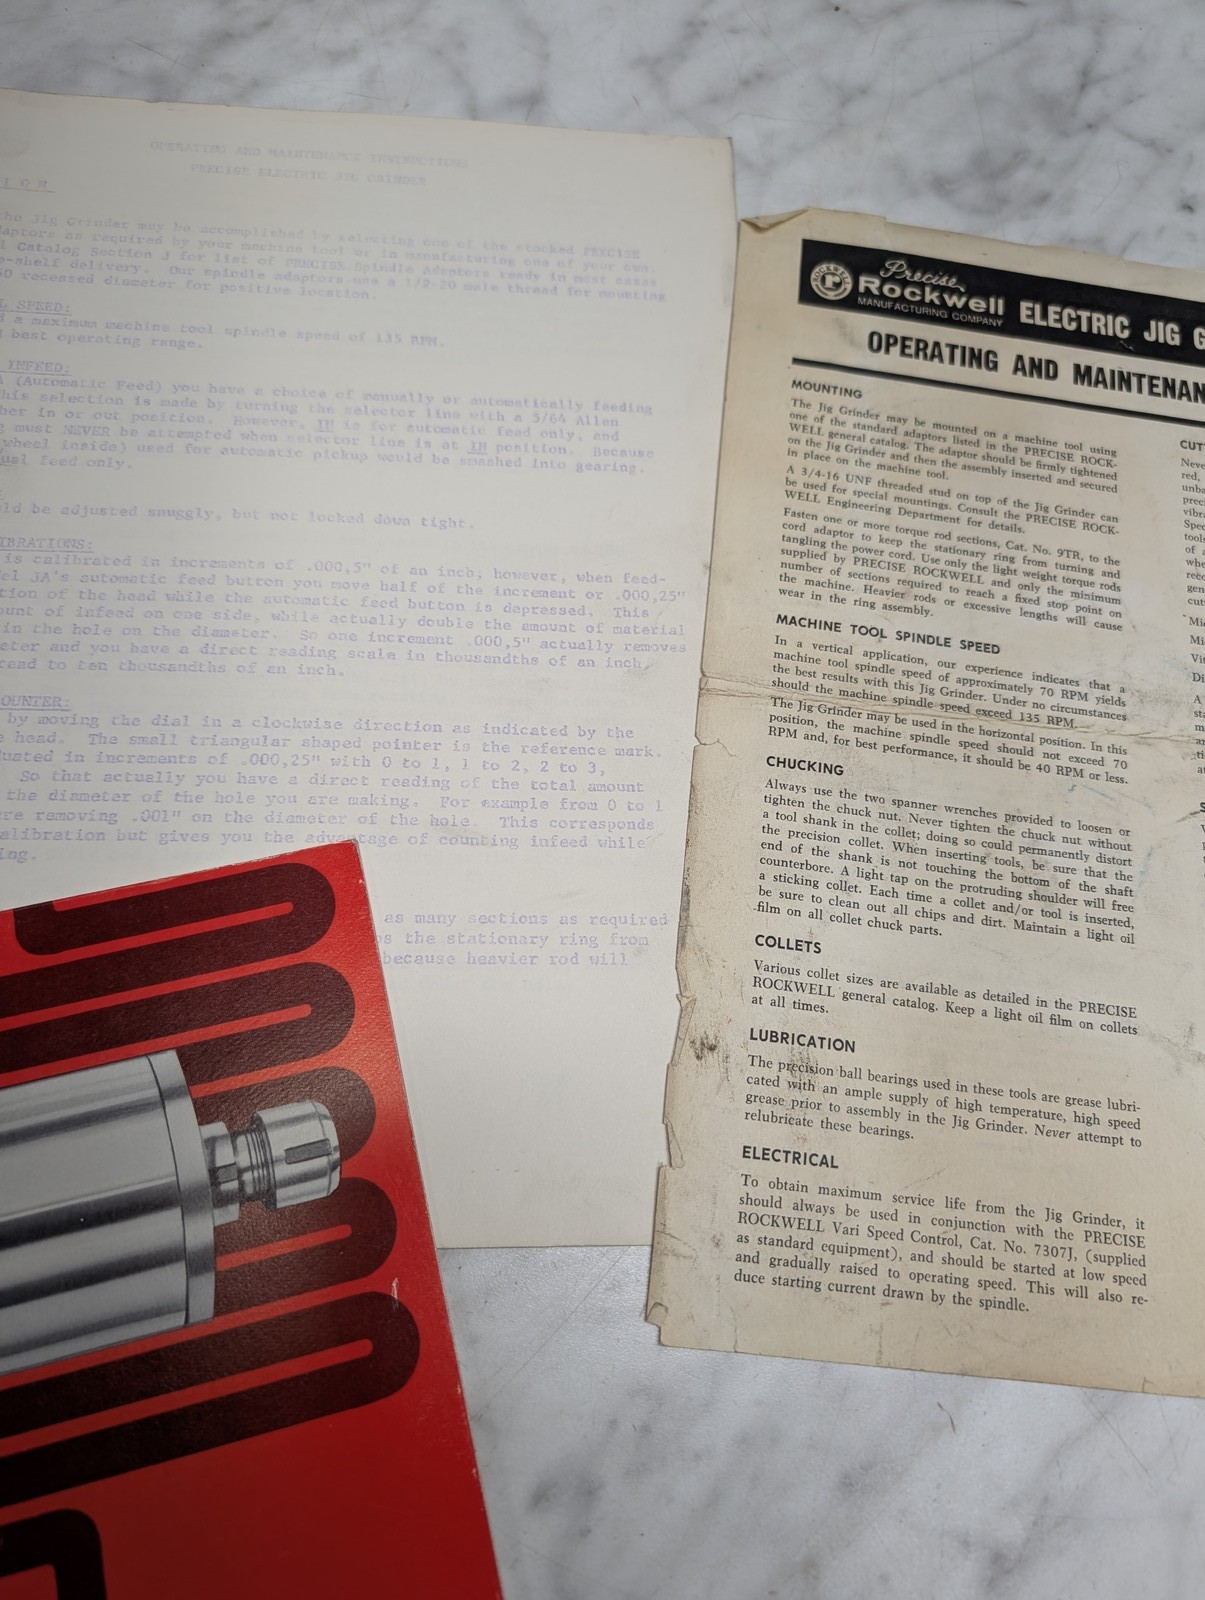 OPERATING AND MAINTENANCE INSTRUCTIONS
PRECISE ELECTRIC JIG GRINDER
the Jig Grinder may be accomplished by selecting one of the stocked PRECISE
as required by your machine tool or in manufacturing one of your own.
Catalog Section J for list of PRECISE Spindle Adaptors ready in most cases
delivery. Our spindle adaptors use a 1/2-20 male thread for mounting
recessed diameter for positive location.
SPEED:
a maximum machine tool spindle speed of 135 RPM.
best operating range.
INFEED:
(Automatic Feed) you have a choice of manually or automatically feeding
This selection is made by turning the selector line with a 5/64 Allen
in or out position. However, IN is for automatic feed only, and
must NEVER be attempted when selector line is at IN position. Because
wheel inside) used for automatic pickup would be smashed into gearing.
feed only.
be adjusted snuggly, but not locked down tight.
IBRATIONS:
is calibrated in increments of .000,5" of an inch; however, when feed-
JA's automatic feed button you move half of the increment or .000,25"
of the head while the automatic feed button is depressed. This
of infeed on one side, while actually double the amount of material
in the hole on the diameter. So one increment .000,5" actually removes
and you have a direct reading scale in thousandths of an inch
to ten thousandths of an inch.
OUNTER:
by moving the dial in a clockwise direction as indicated by the
head. The small triangular shaped pointer is the reference mark.
in increments of .000,25" with 0 to 1, 1 to 2, 2 to 3,
So that actually you have a direct reading of the total amount
the diameter of the hole you are making. For example from 0 to 1
removing .001" on the diameter of the hole. This corresponds
alibration but gives you the advantage of counting infeed while
ing.
as many sections as required
the stationary ring from
because heavier rod will
ROCKWELL
Precise
Rockwell
MANUFACTURING COMPANY
ELECTRIC JIG G
OPERATING AND MAINTENAN
MOUNTING
The Jig Grinder may be mounted on a machine tool using
one of the standard adaptors listed in the PRECISE ROCK-
WELL general catalog. The adaptor should be firmly tightened
on the Jig Grinder and then the assembly inserted and secured
in place on the machine tool.
A 3/4-16 UNF threaded stud on top of the Jig Grinder can
be used for special mountings. Consult the PRECISE ROCK-
WELL Engineering Department for details.
Fasten one or more torque rod sections, Cat. No. 9TR, to the
cord adaptor to keep the stationary ring from turning and
tangling the power cord. Use only the light weight torque rods
supplied by PRECISE ROCKWELL and only the minimum
number of sections required to reach a fixed stop point on
the machine. Heavier rods or excessive lengths will cause
wear in the ring assembly.
MACHINE TOOL SPINDLE SPEED
In a vertical application, our experience indicates that a
machine tool spindle speed of approximately 70 RPM yields
the best results with this Jig Grinder. Under no circumstances
should the machine spindle speed exceed 135 RPM.
The Jig Grinder may be used in the horizontal position. In this
position, the machine spindle speed should not exceed 70
RPM and, for best performance, it should be 40 RPM or less.
CHUCKING
Always use the two spanner wrenches provided to loosen or
tighten the chuck nut. Never tighten the chuck nut without
a tool shank in the collet; doing so could permanently distort
the precision collet. When inserting tools, be sure that the
end of the shank is not touching the bottom of the shaft
counterbore. A light tap on the protruding shoulder will free
a sticking collet. Each time a collet and/or tool is inserted,
be sure to clean out all chips and dirt. Maintain a light oil
film on all collet chuck parts.
COLLETS
Various collet sizes are available as detailed in the PRECISE
ROCKWELL general catalog. Keep a light oil film on collets
at all times.
LUBRICATION
The precision ball bearings used in these tools are grease lubri-
cated with an ample supply of high temperature, high speed
grease prior to assembly in the Jig Grinder. Never attempt to
relubricate these bearings.
ELECTRICAL
To obtain maximum service life from the Jig Grinder, it
should always be used in conjunction with the PRECISE
ROCKWELL Vari Speed Control, Cat. No. 7307J, (supplied
as standard equipment), and should be started at low speed
and gradually raised to operating speed. This will also re-
duce starting current drawn by the spindle.
CUT
Neve
red,
unba
preci
vibra
Spec
tools
of a
whe
reco
gen
cut
Mi
Mi
Vit
Di
A